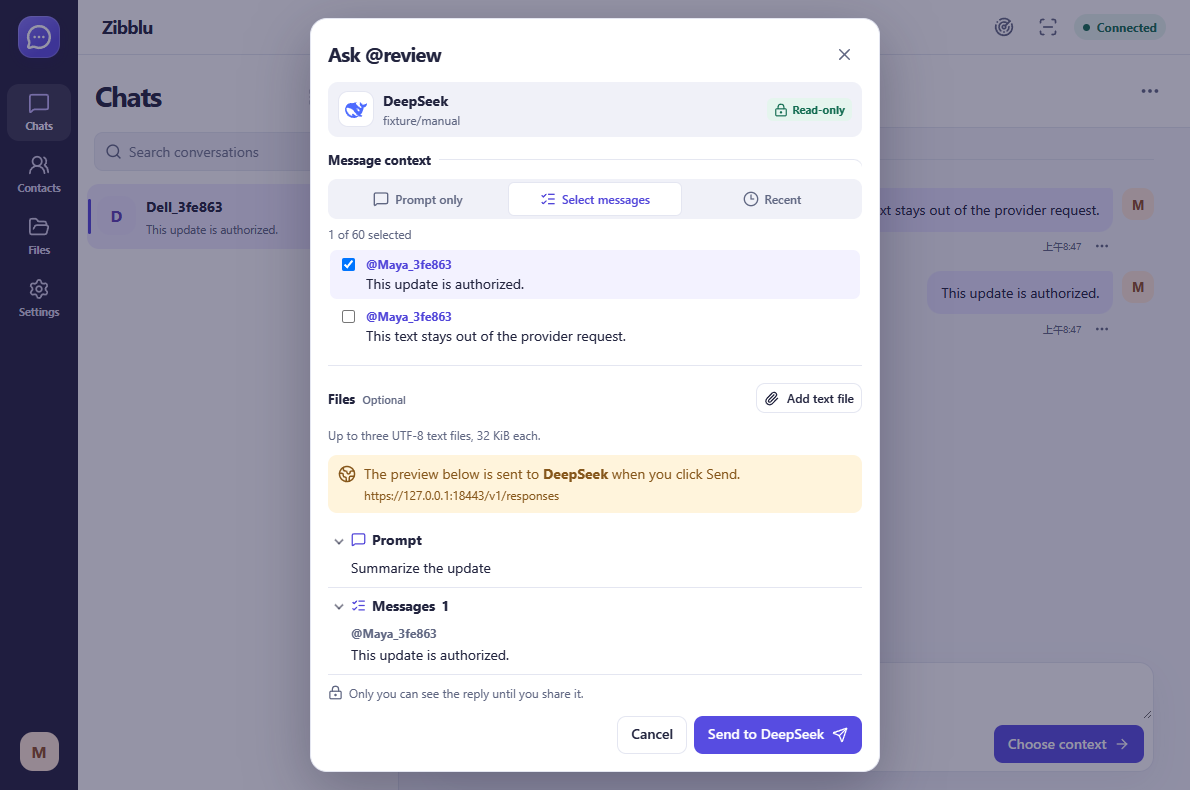 Zibblu
Connected
Chats
Contacts
Files
Settings
M
Chats
Search conversations
D
Dell_3fe863
This update is authorized.
Ask @review
DeepSeek
fixture/manual
Read-only
Message context
Prompt only
Select messages
Recent
1 of 60 selected
@Maya_3fe863
This update is authorized.
@Maya_3fe863
This text stays out of the provider request.
Files Optional
Add text file
Up to three UTF-8 text files, 32 KiB each.
The preview below is sent to DeepSeek when you click Send.
https://127.0.0.1:18443/v1/responses
Prompt
Summarize the update
Messages 1
@Maya_3fe863
This update is authorized.
Only you can see the reply until you share it.
Cancel
Send to DeepSeek
stays out of the provider request.
M
上午8:47
This update is authorized.
M
上午8:47
Choose context